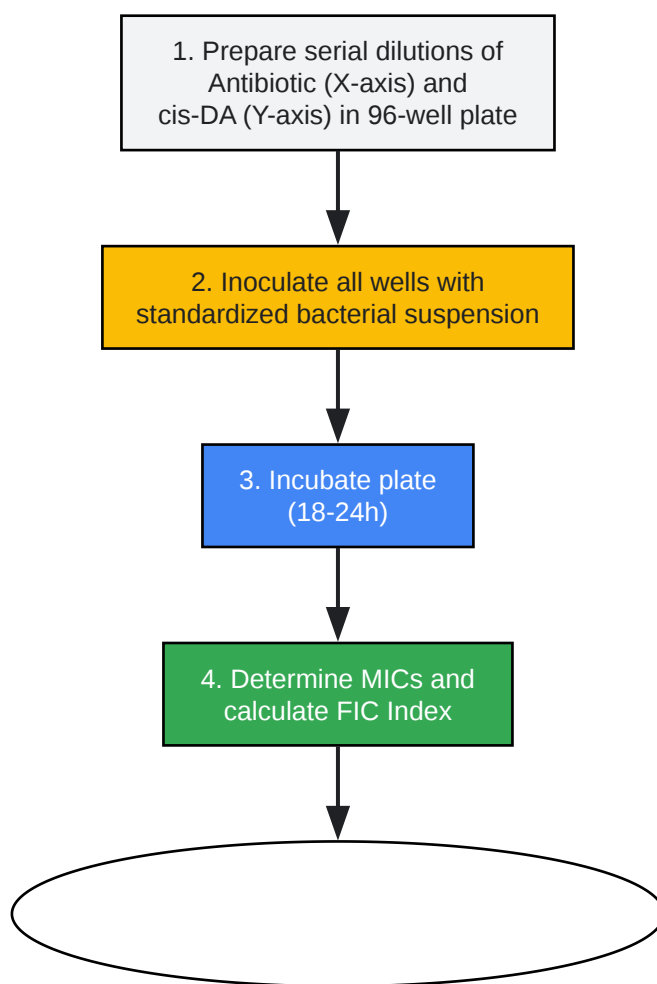 1. Prepare serial dilutions of
Antibiotic (X-axis) and
cis-DA (Y-axis) in 96-well plate
2. Inoculate all wells with
standardized bacterial suspension
3. Incubate plate
(18-24h)
4. Determine MICs and
calculate FIC Index